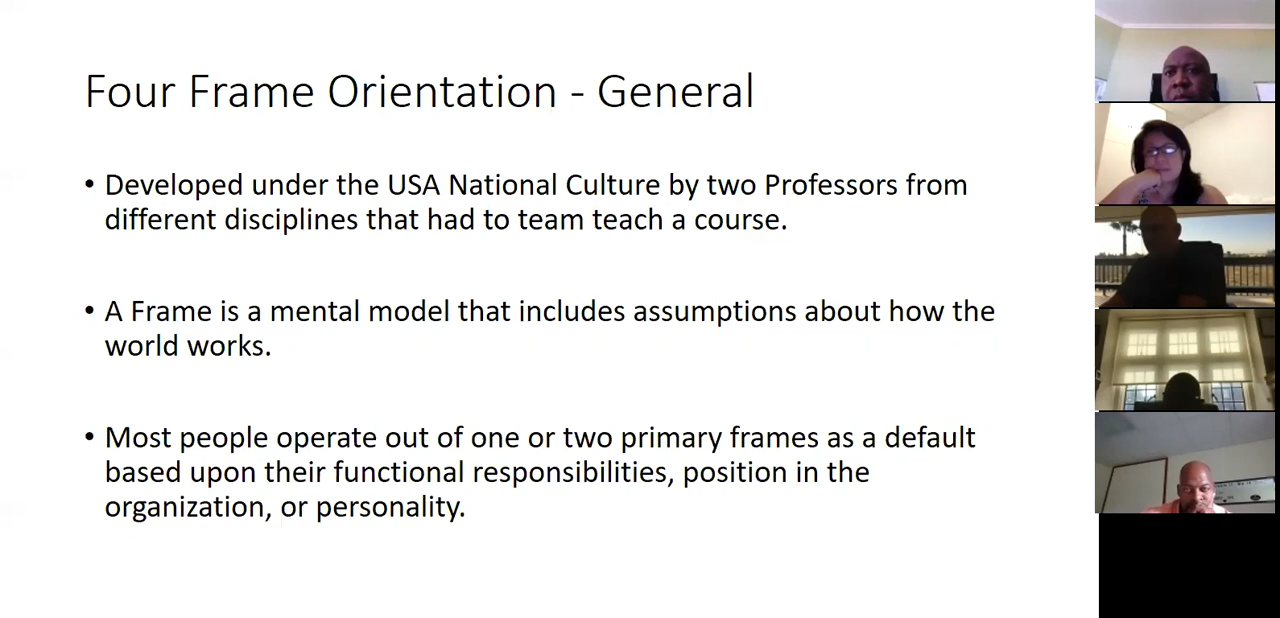 Four Frame Orientation - General
• Developed under the USA National Culture by two Professors from
different disciplines that had to team teach a course.
• A Frame is a mental model that includes assumptions about how the
world works.
• Most people operate out of one or two primary frames as a default
based upon their functional responsibilities, position in the
organization, or personality.